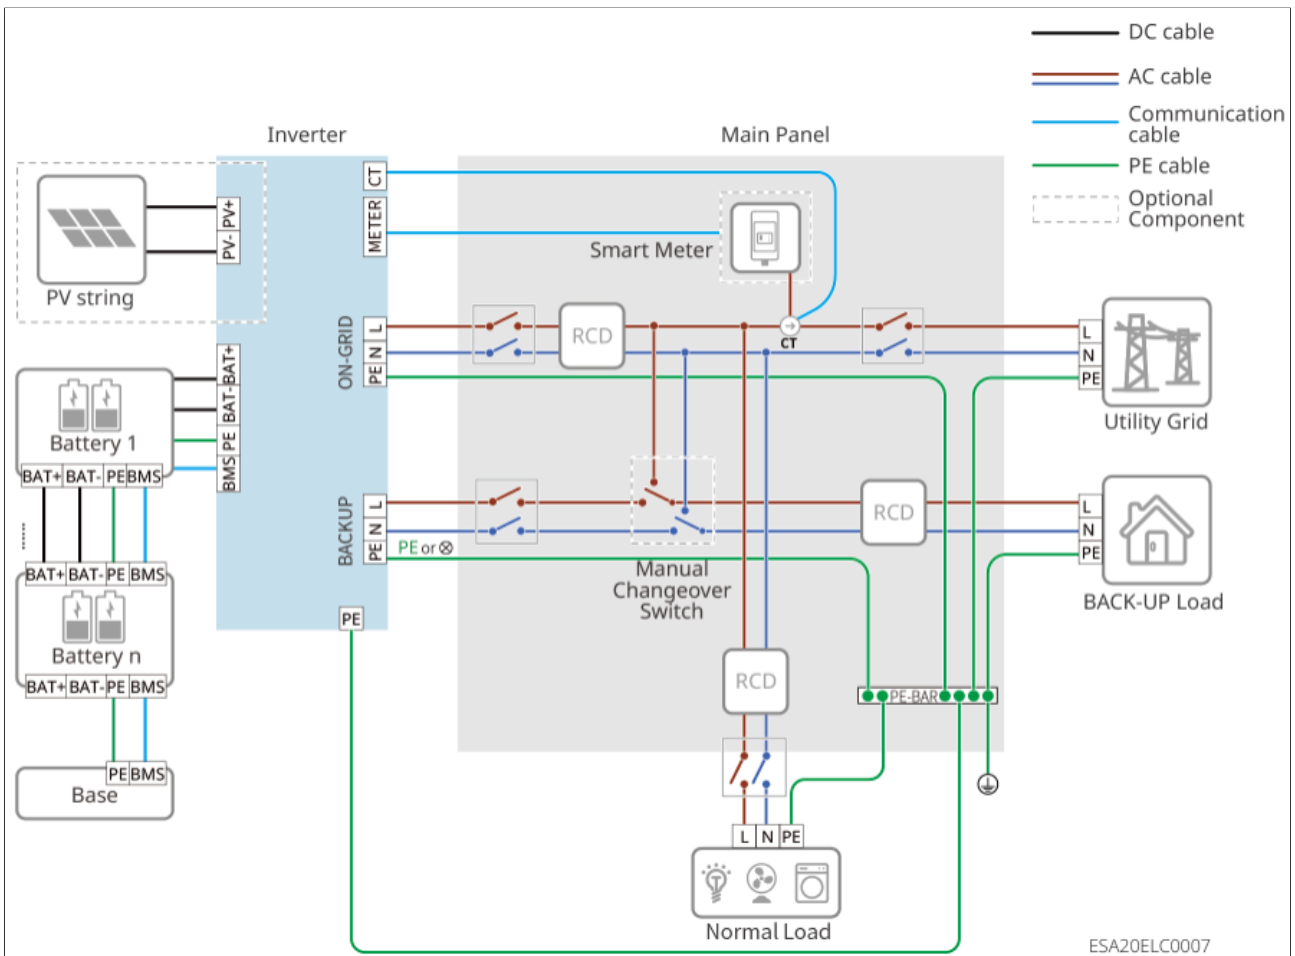 DC cable
AC cable
Communication
cable
PE cable
Optional
Component
Inverter
Main Panel
CT
METER
PV+
PV-
PV string
Smart Meter
ON-GRID
L
N
PE
RCD
CT
L
N
PE
Utility Grid
BAT+
BAT-
PE
BMS
Battery 1
BAT+ BAT- PE BMS
BACKUP
L
N
PE
PE or ⊗
RCD
L
N
PE
BACK-UP Load
Manual
Changeover
Switch
BAT+ BAT- PE BMS
Battery n
BAT+ BAT- PE BMS
PE
RCD
PE-BAR
PE BMS
Base
L N PE
Normal Load
ESA20ELC0007